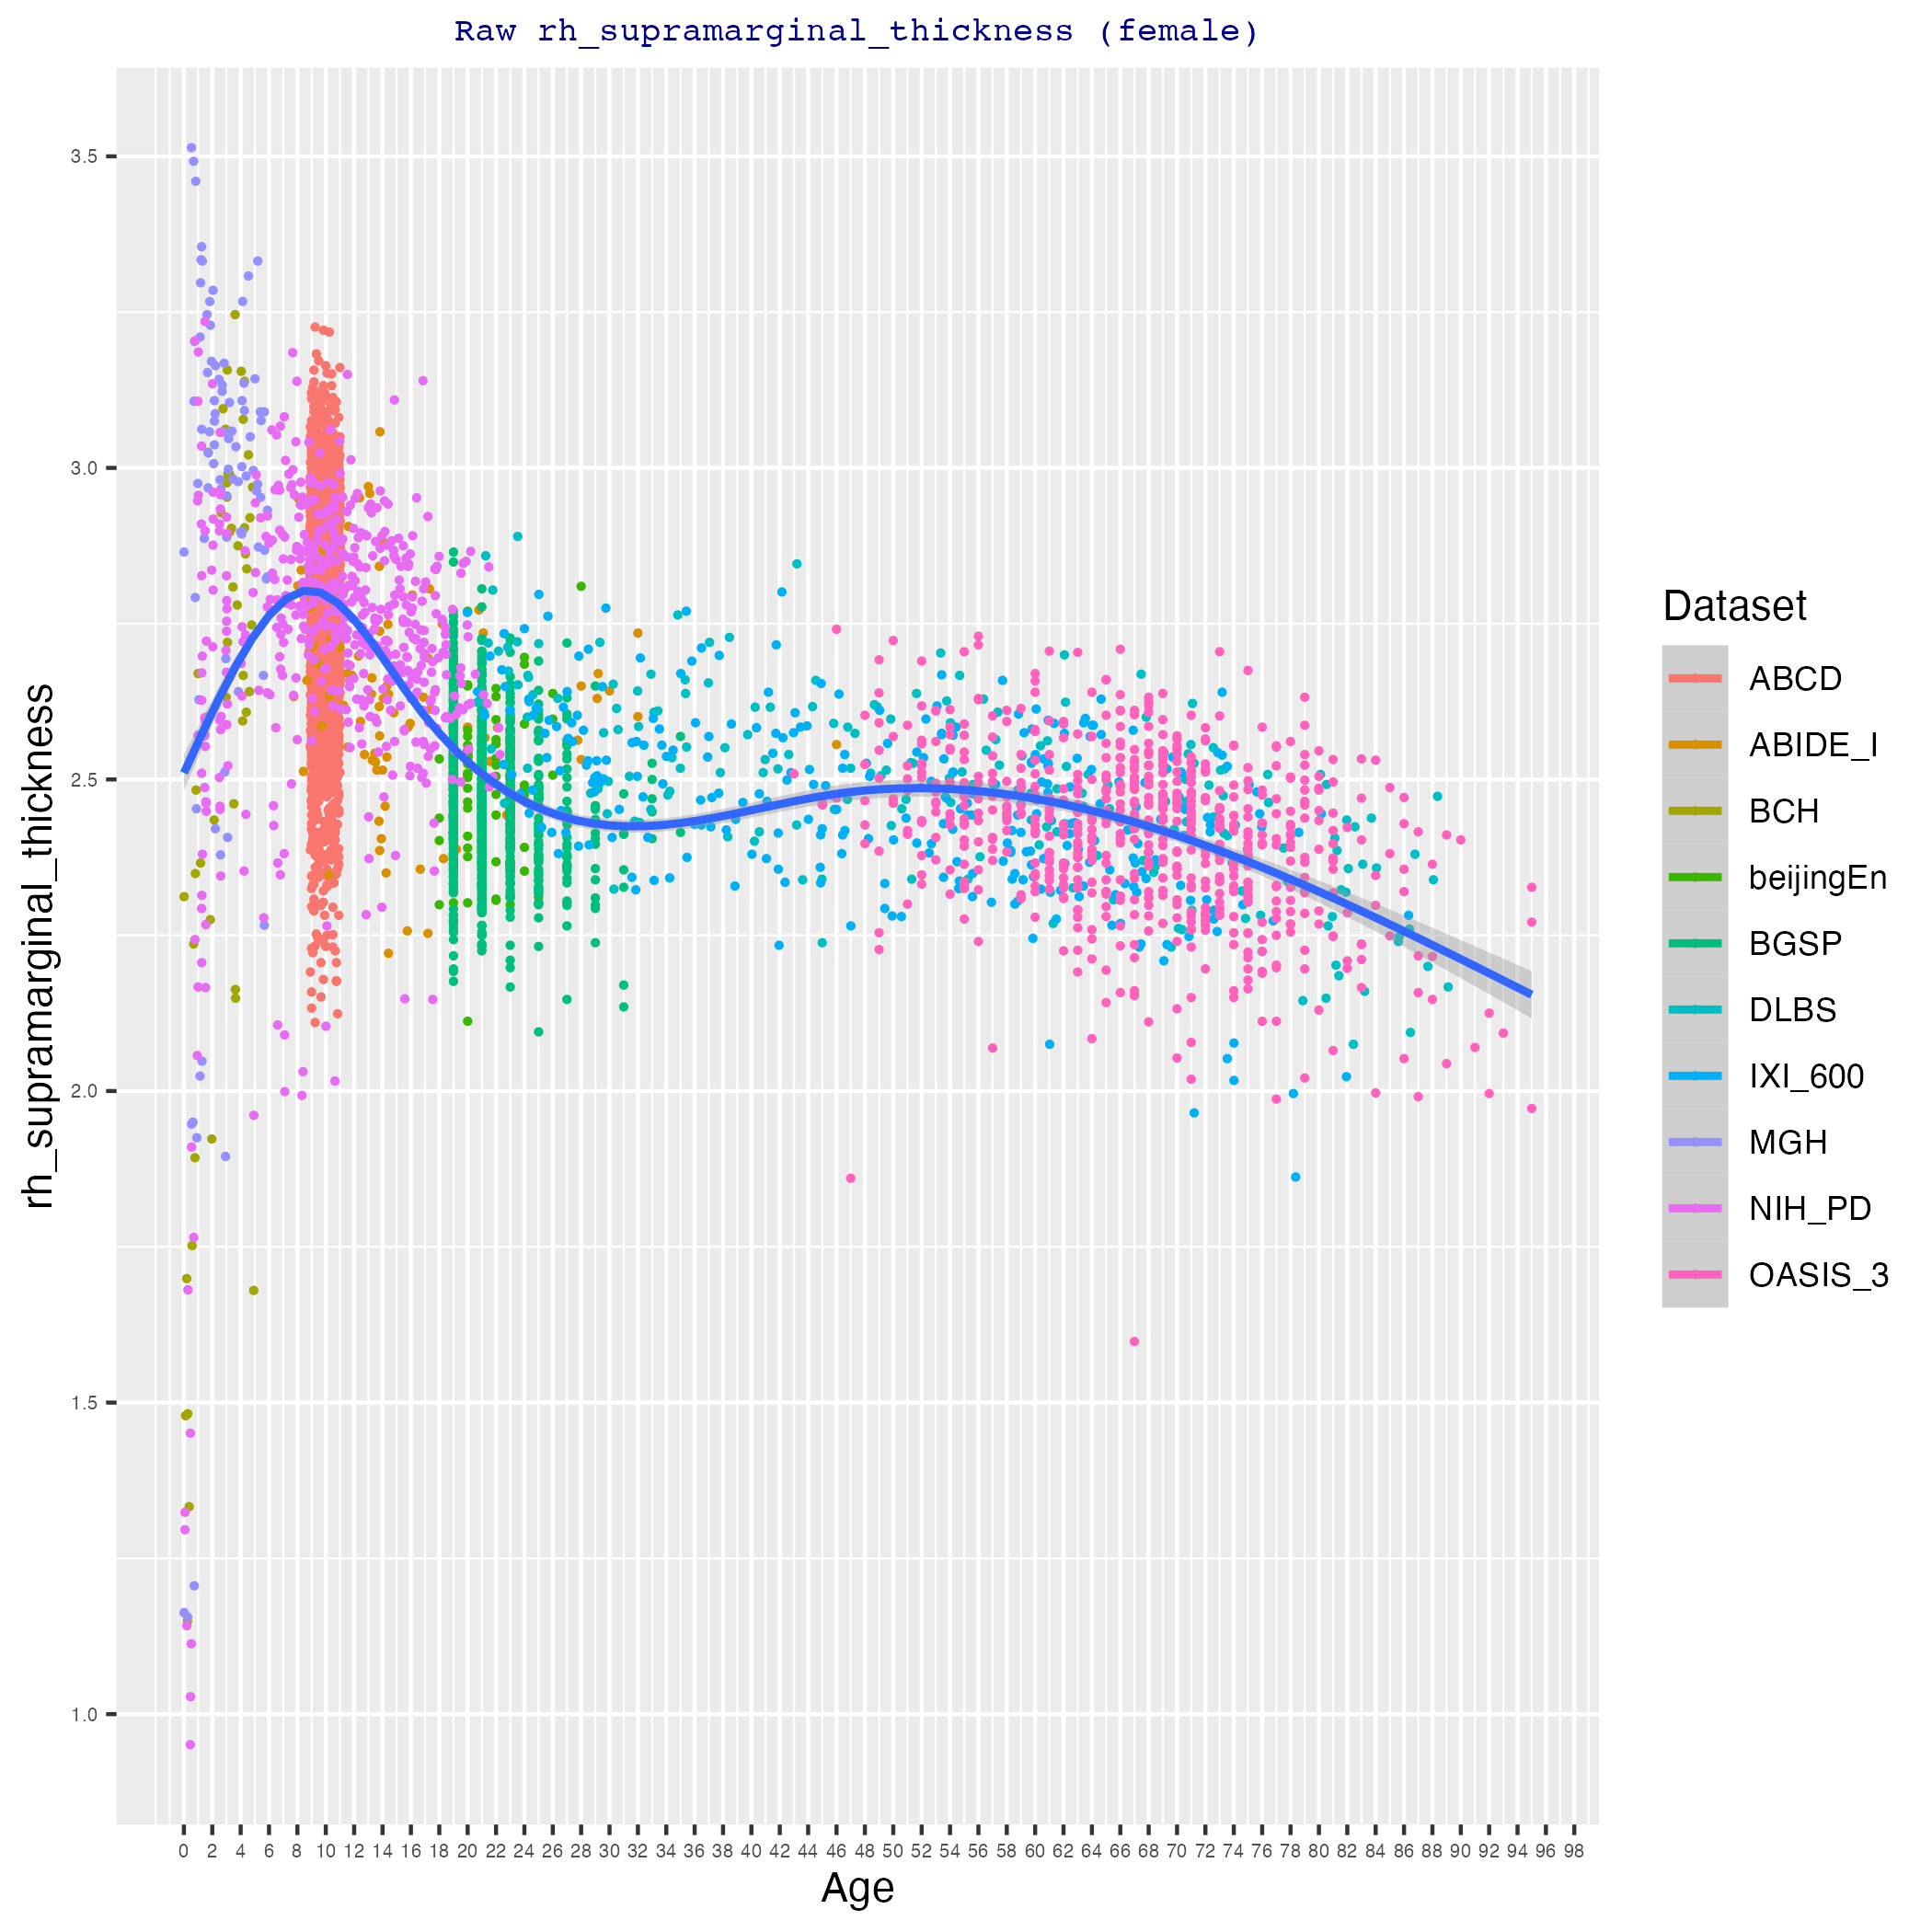 Raw rh_supramarginal_thickness (female)
rh_supramarginal_thickness
3.5
3.0
2.5
2.0
1.5
1.0
0 2 4 6 8 10 12 14 16 18 20 22 24 26 28 30 32 34 36 38 40 42 44 46 48 50 52 54 56 58 60 62 64 66 68 70 72 74 76 78 80 82 84 86 88 90 92 94 96 98
Age
Dataset
ABCD
ABIDE_I
BCH
beijingEn
BGSP
DLBS
IXI_600
MGH
NIH_PD
OASIS_3